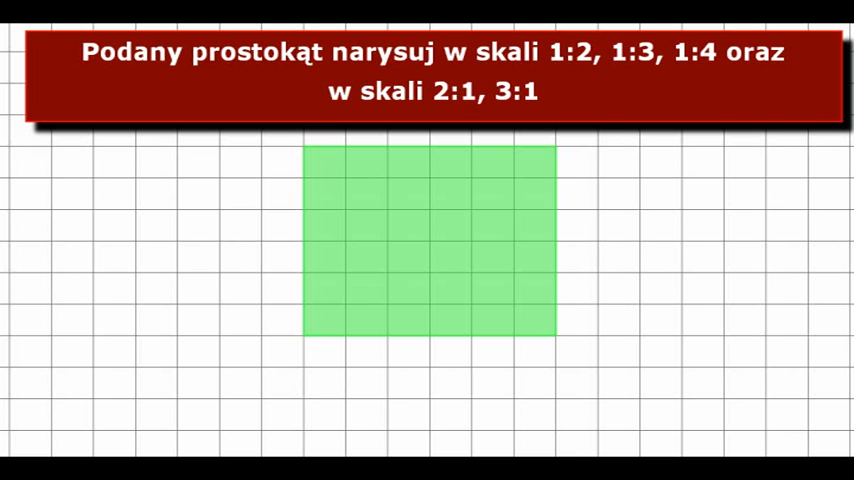 Podany prostokąt narysuj w skali 1:2, 1:3, 1:4 oraz
w skali 2:1, 3:1